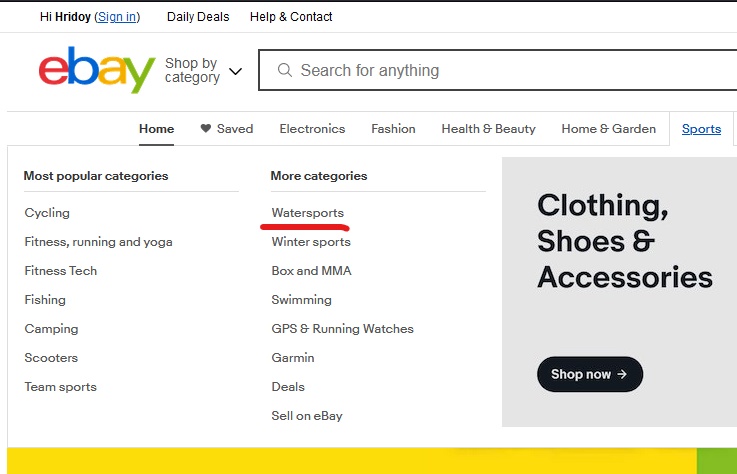 Hi Hridoy (Sign in) Daily Deals Help & Contact
ebay Shop by category Search for anything
Home Saved Electronics Fashion Health & Beauty Home & Garden Sports
Most popular categories
Cycling
Fitness, running and yoga
Fitness Tech
Fishing
Camping
Scooters
Team sports
More categories
Watersports
Winter sports
Box and MMA
Swimming
GPS & Running Watches
Garmin
Deals
Sell on eBay
Clothing,
Shoes &
Accessories
Shop now →